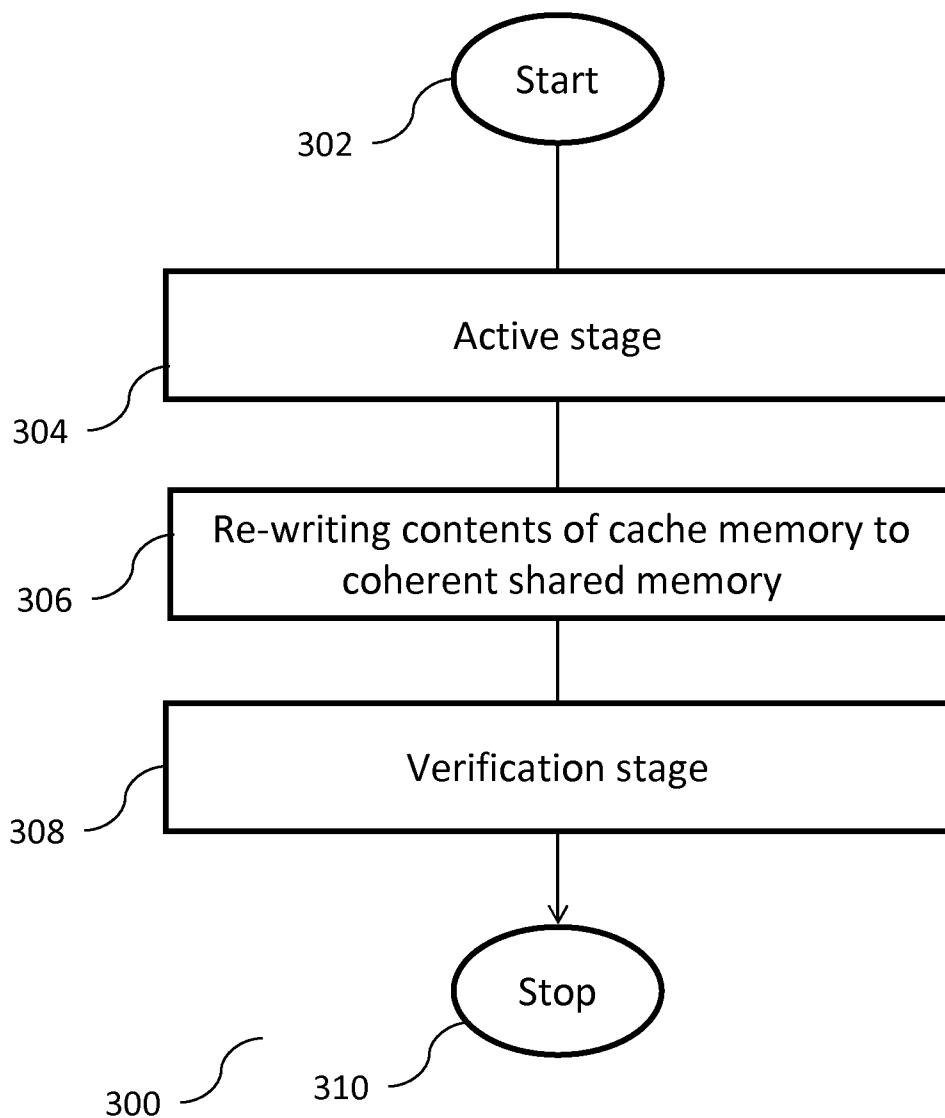 Start
302
Active stage
304
Re-writing contents of cache memory to
coherent shared memory
306
Verification stage
308
Stop
300
310